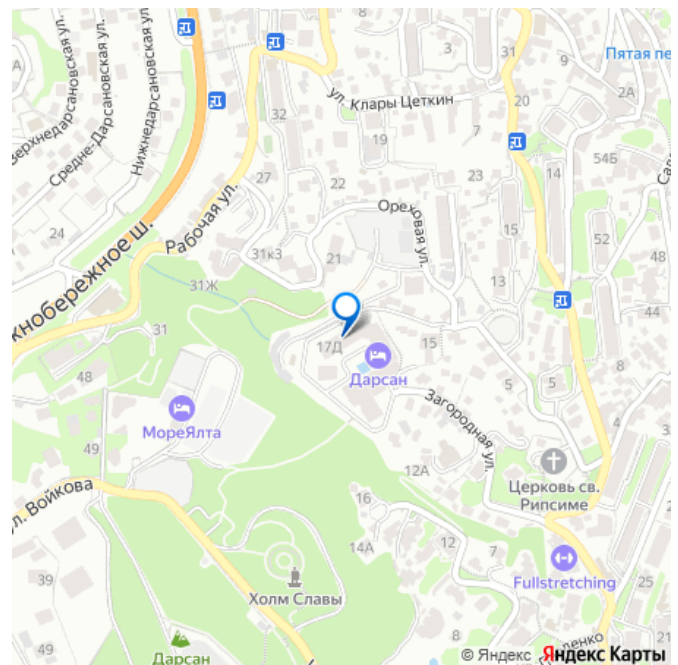 8
3
31
Пятая пе
2А
20
ул. Клары Цеткин
32
19
7
54Б
Верхнедарсановская ул.
Средне-Дарсановская ул.
Нижнедарсановская ул.
27
22
23
14
Ореховая ул.
24
Рабочая ул.
31к3
21
15
52
кнобережное ш.
13
48
31Ж
44
31
17Д
15
48
Дарсан
5
5
МореЯлта
Загородная ул.
4
49
49
12А
Церковь св.
Рипсиме
ул. Войкова
16
14А
12
7
39
Холм Славы
Fullstretching
25
40
Дарсан
21
© Яндекс Яндекс Карты